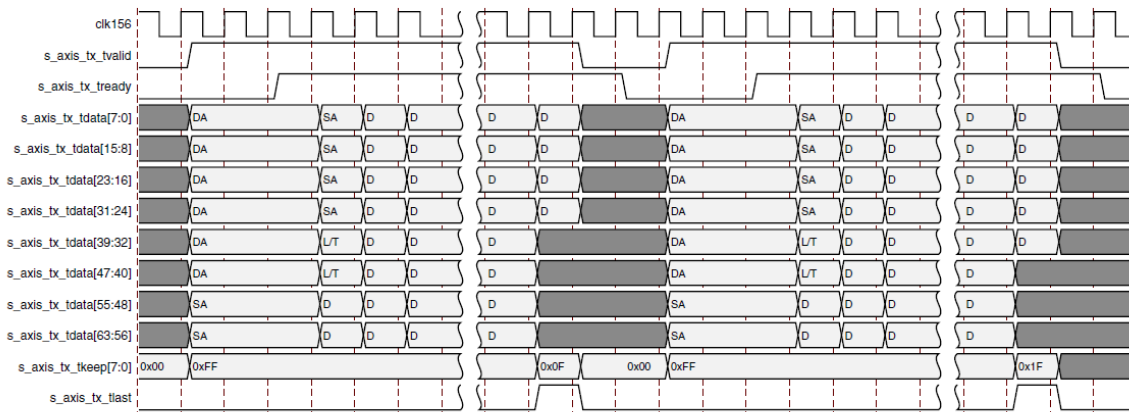 clk156
s_axis_tx_tvalid
s_axis_tx_tready
s_axis_tx_tdata[7:0] DA SA D D D D DA SA D D D D
s_axis_tx_tdata[15:8] DA SA D D D D DA SA D D D D
s_axis_tx_tdata[23:16] DA SA D D D D DA SA D D D D
s_axis_tx_tdata[31:24] DA SA D D D D DA SA D D D D
s_axis_tx_tdata[39:32] DA L/T D D D DA L/T D D D D
s_axis_tx_tdata[47:40] DA L/T D D D DA L/T D D D
s_axis_tx_tdata[55:48] SA D D D D SA D D D D
s_axis_tx_tdata[63:56] SA D D D D SA D D D D
s_axis_tx_tkeep[7:0] 0x00 0xFF 0x0F 0x00 0xFF 0x1F
s_axis_tx_tlast